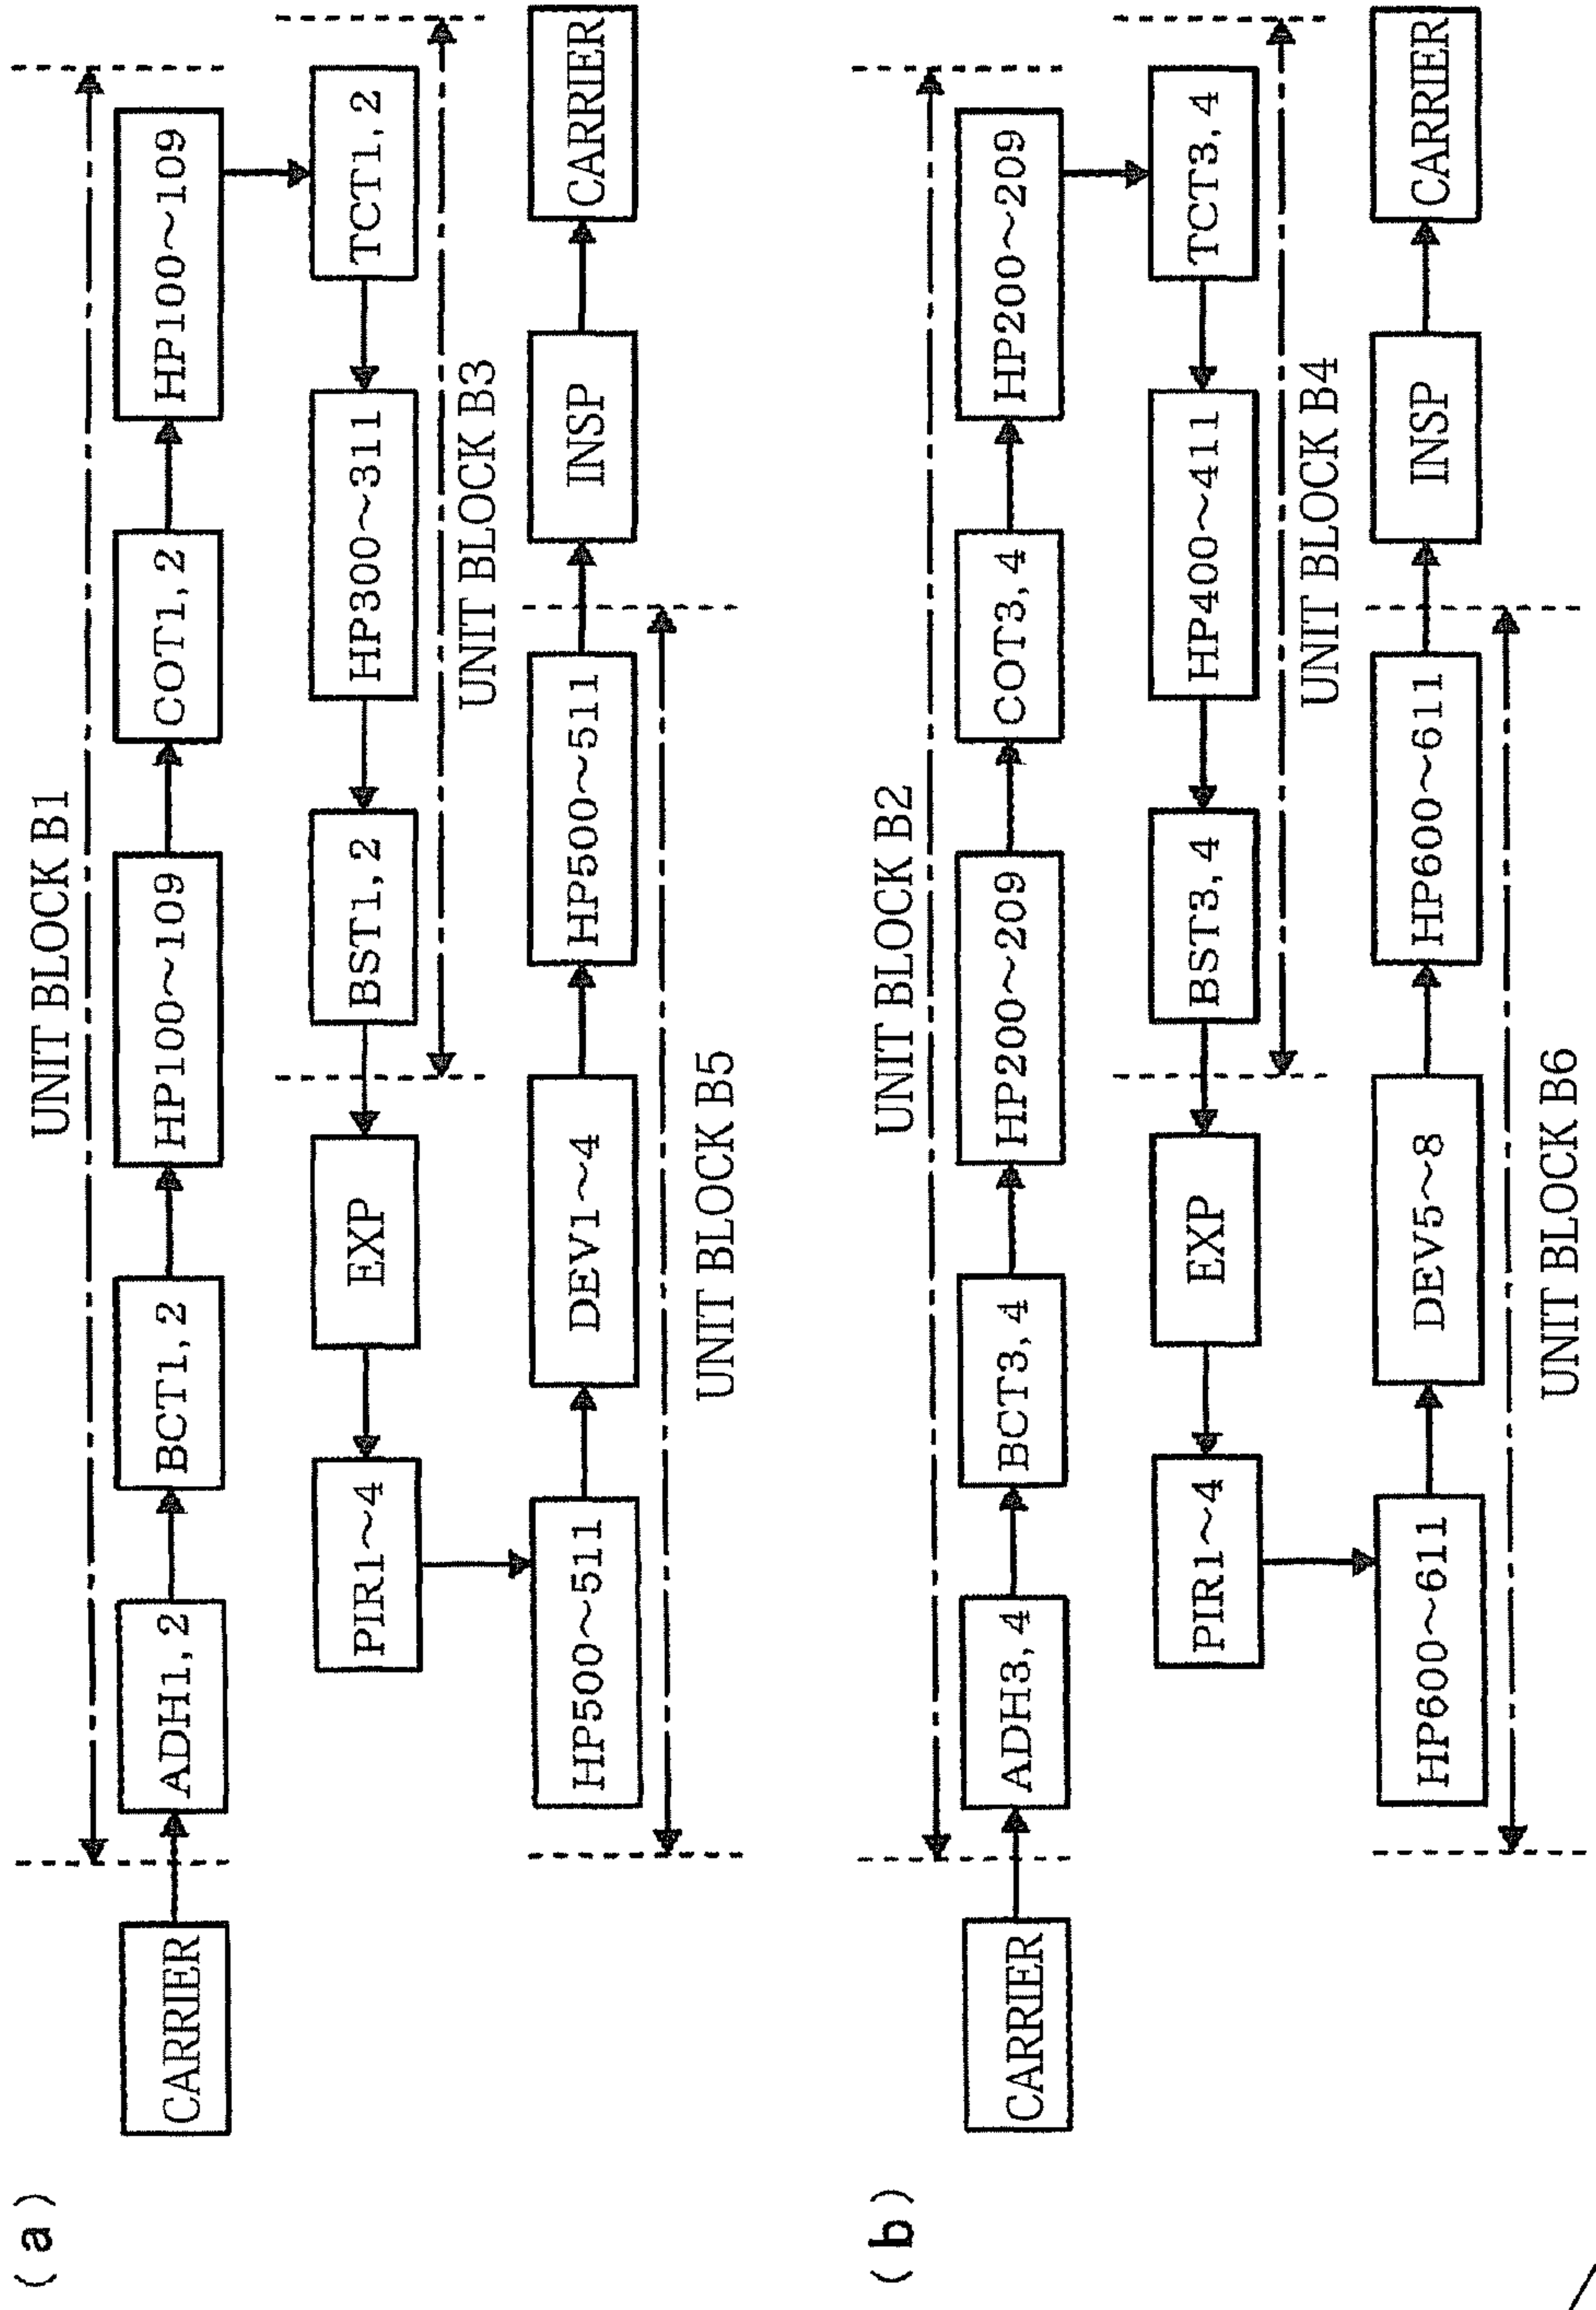 (a)
UNIT BLOCK B1
CARRIER
ADH1, 2
BCT1, 2
HP100~109
COT1, 2
HP100~109
TCT1, 2
HP300~311
BST1, 2
EXP
PIR1~4
UNIT BLOCK B3
HP500~511
DEV1~4
HP500~511
INSP
CARRIER
UNIT BLOCK B5
(b)
UNIT BLOCK B2
CARRIER
ADH3, 4
BCT3, 4
HP200~209
COT3, 4
HP200~209
TCT3, 4
HP400~411
BST3, 4
EXP
PIR1~4
UNIT BLOCK B4
HP600~611
DEV5~8
HP600~611
INSP
CARRIER
UNIT BLOCK B6